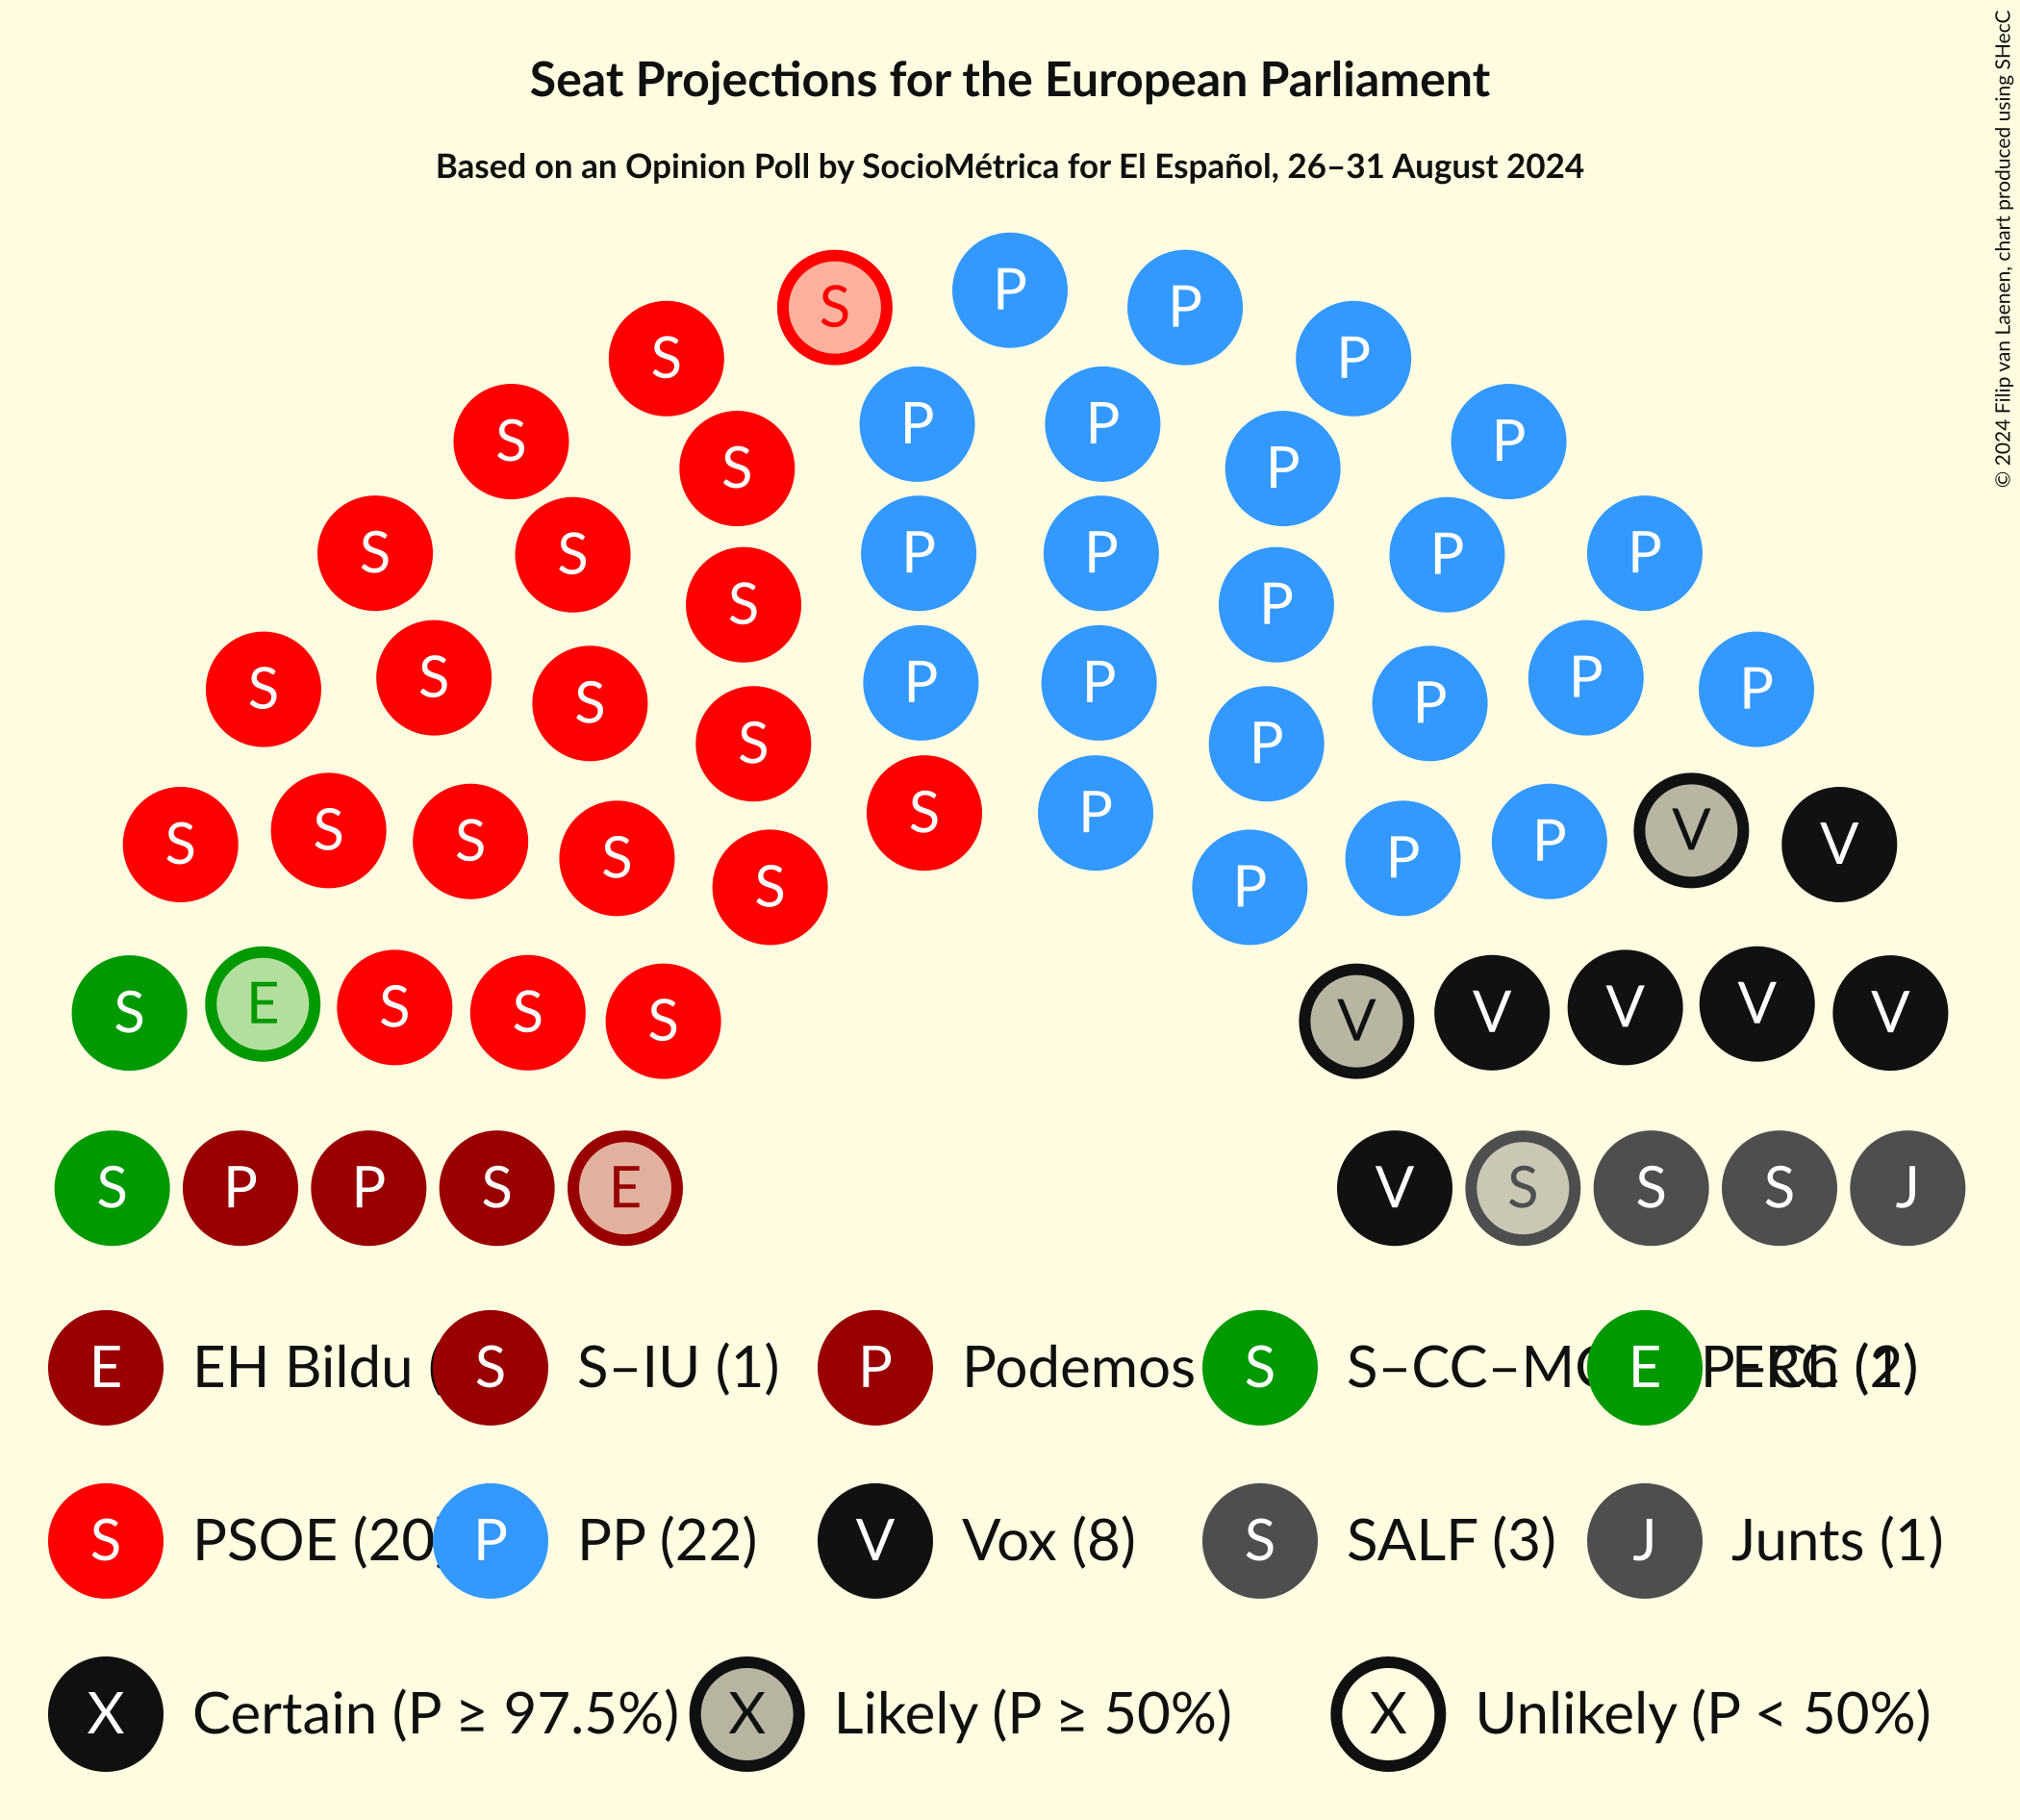 Seat Projections for the European Parliament
Based on an Opinion Poll by SocioMétrica for El Español, 26–31 August 2024
© 2024 Filip van Laenen, chart produced using SHecC
S P P
S P
S P P P
S P
S S P P P P
S P
S S S P P P P P
S P
S P
S S S S P P V V
S P
S E S S S V V V V V
S P P S E V S S S J
E EH Bildu S S–IU (1) P Podemos S E
S PSOE (20) P PP (22) V Vox (8) S SALF (3) J Junts (1)
X Certain (P ≥ 97.5%) X Likely (P ≥ 50%) X Unlikely (P < 50%)